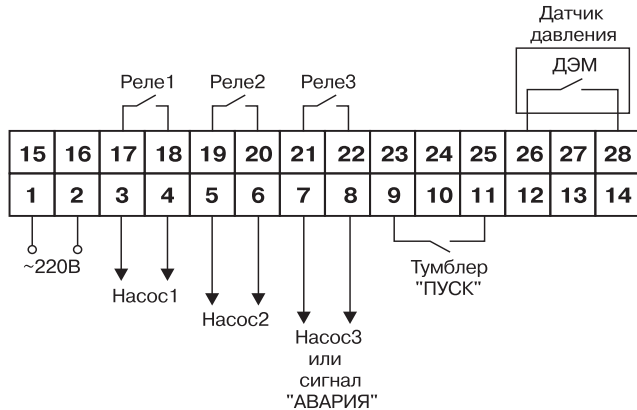 Датчик
давления
ДЭМ
Реле1 Реле2 Реле3
15 16 17 18 19 20 21 22 23 24 25 26 27 28
1 2 3 4 5 6 7 8 9 10 11 12 13 14
~220В
Насос1
Насос2
Насос3
или
сигнал
"АВАРИЯ"
Тумблер
"ПУСК"